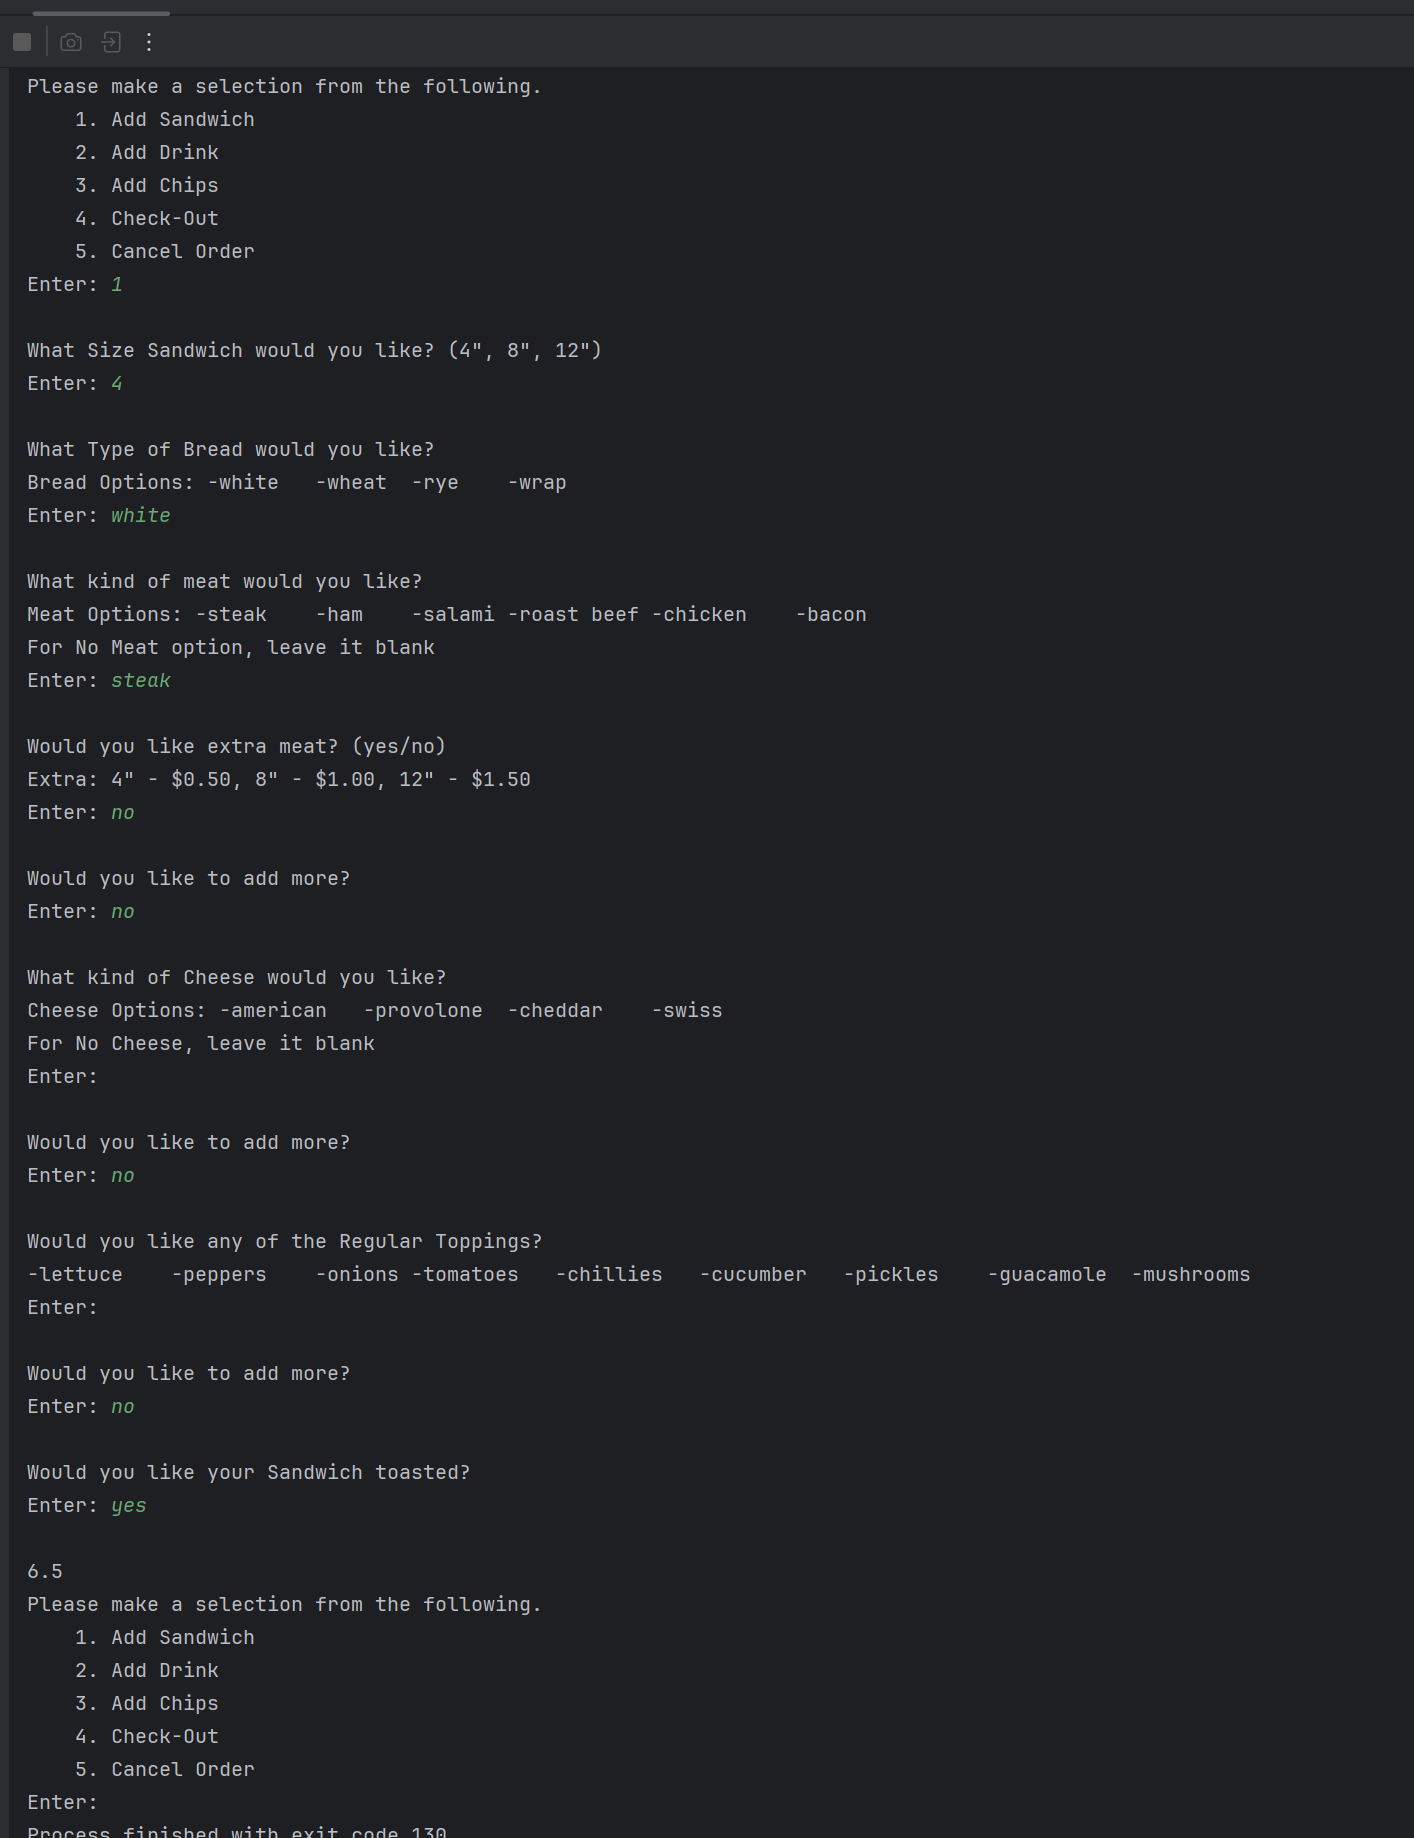 Please make a selection from the following.
    1. Add Sandwich
    2. Add Drink
    3. Add Chips
    4. Check-Out
    5. Cancel Order
Enter: 1

What Size Sandwich would you like? (4", 8", 12")
Enter: 4

What Type of Bread would you like?
Bread Options: -white   -wheat  -rye    -wrap
Enter: white

What kind of meat would you like?
Meat Options: -steak    -ham    -salami -roast beef -chicken    -bacon
For No Meat option, leave it blank
Enter: steak

Would you like extra meat? (yes/no)
Extra: 4" - $0.50, 8" - $1.00, 12" - $1.50
Enter: no

Would you like to add more?
Enter: no

What kind of Cheese would you like?
Cheese Options: -american   -provolone  -cheddar    -swiss
For No Cheese, leave it blank
Enter:

Would you like to add more?
Enter: no

Would you like any of the Regular Toppings?
-lettuce    -peppers    -onions -tomatoes   -chillies   -cucumber   -pickles    -guacamole  -mushrooms
Enter:

Would you like to add more?
Enter: no

Would you like your Sandwich toasted?
Enter: yes

6.5
Please make a selection from the following.
    1. Add Sandwich
    2. Add Drink
    3. Add Chips
    4. Check-Out
    5. Cancel Order
Enter:
Process finished with exit code 130